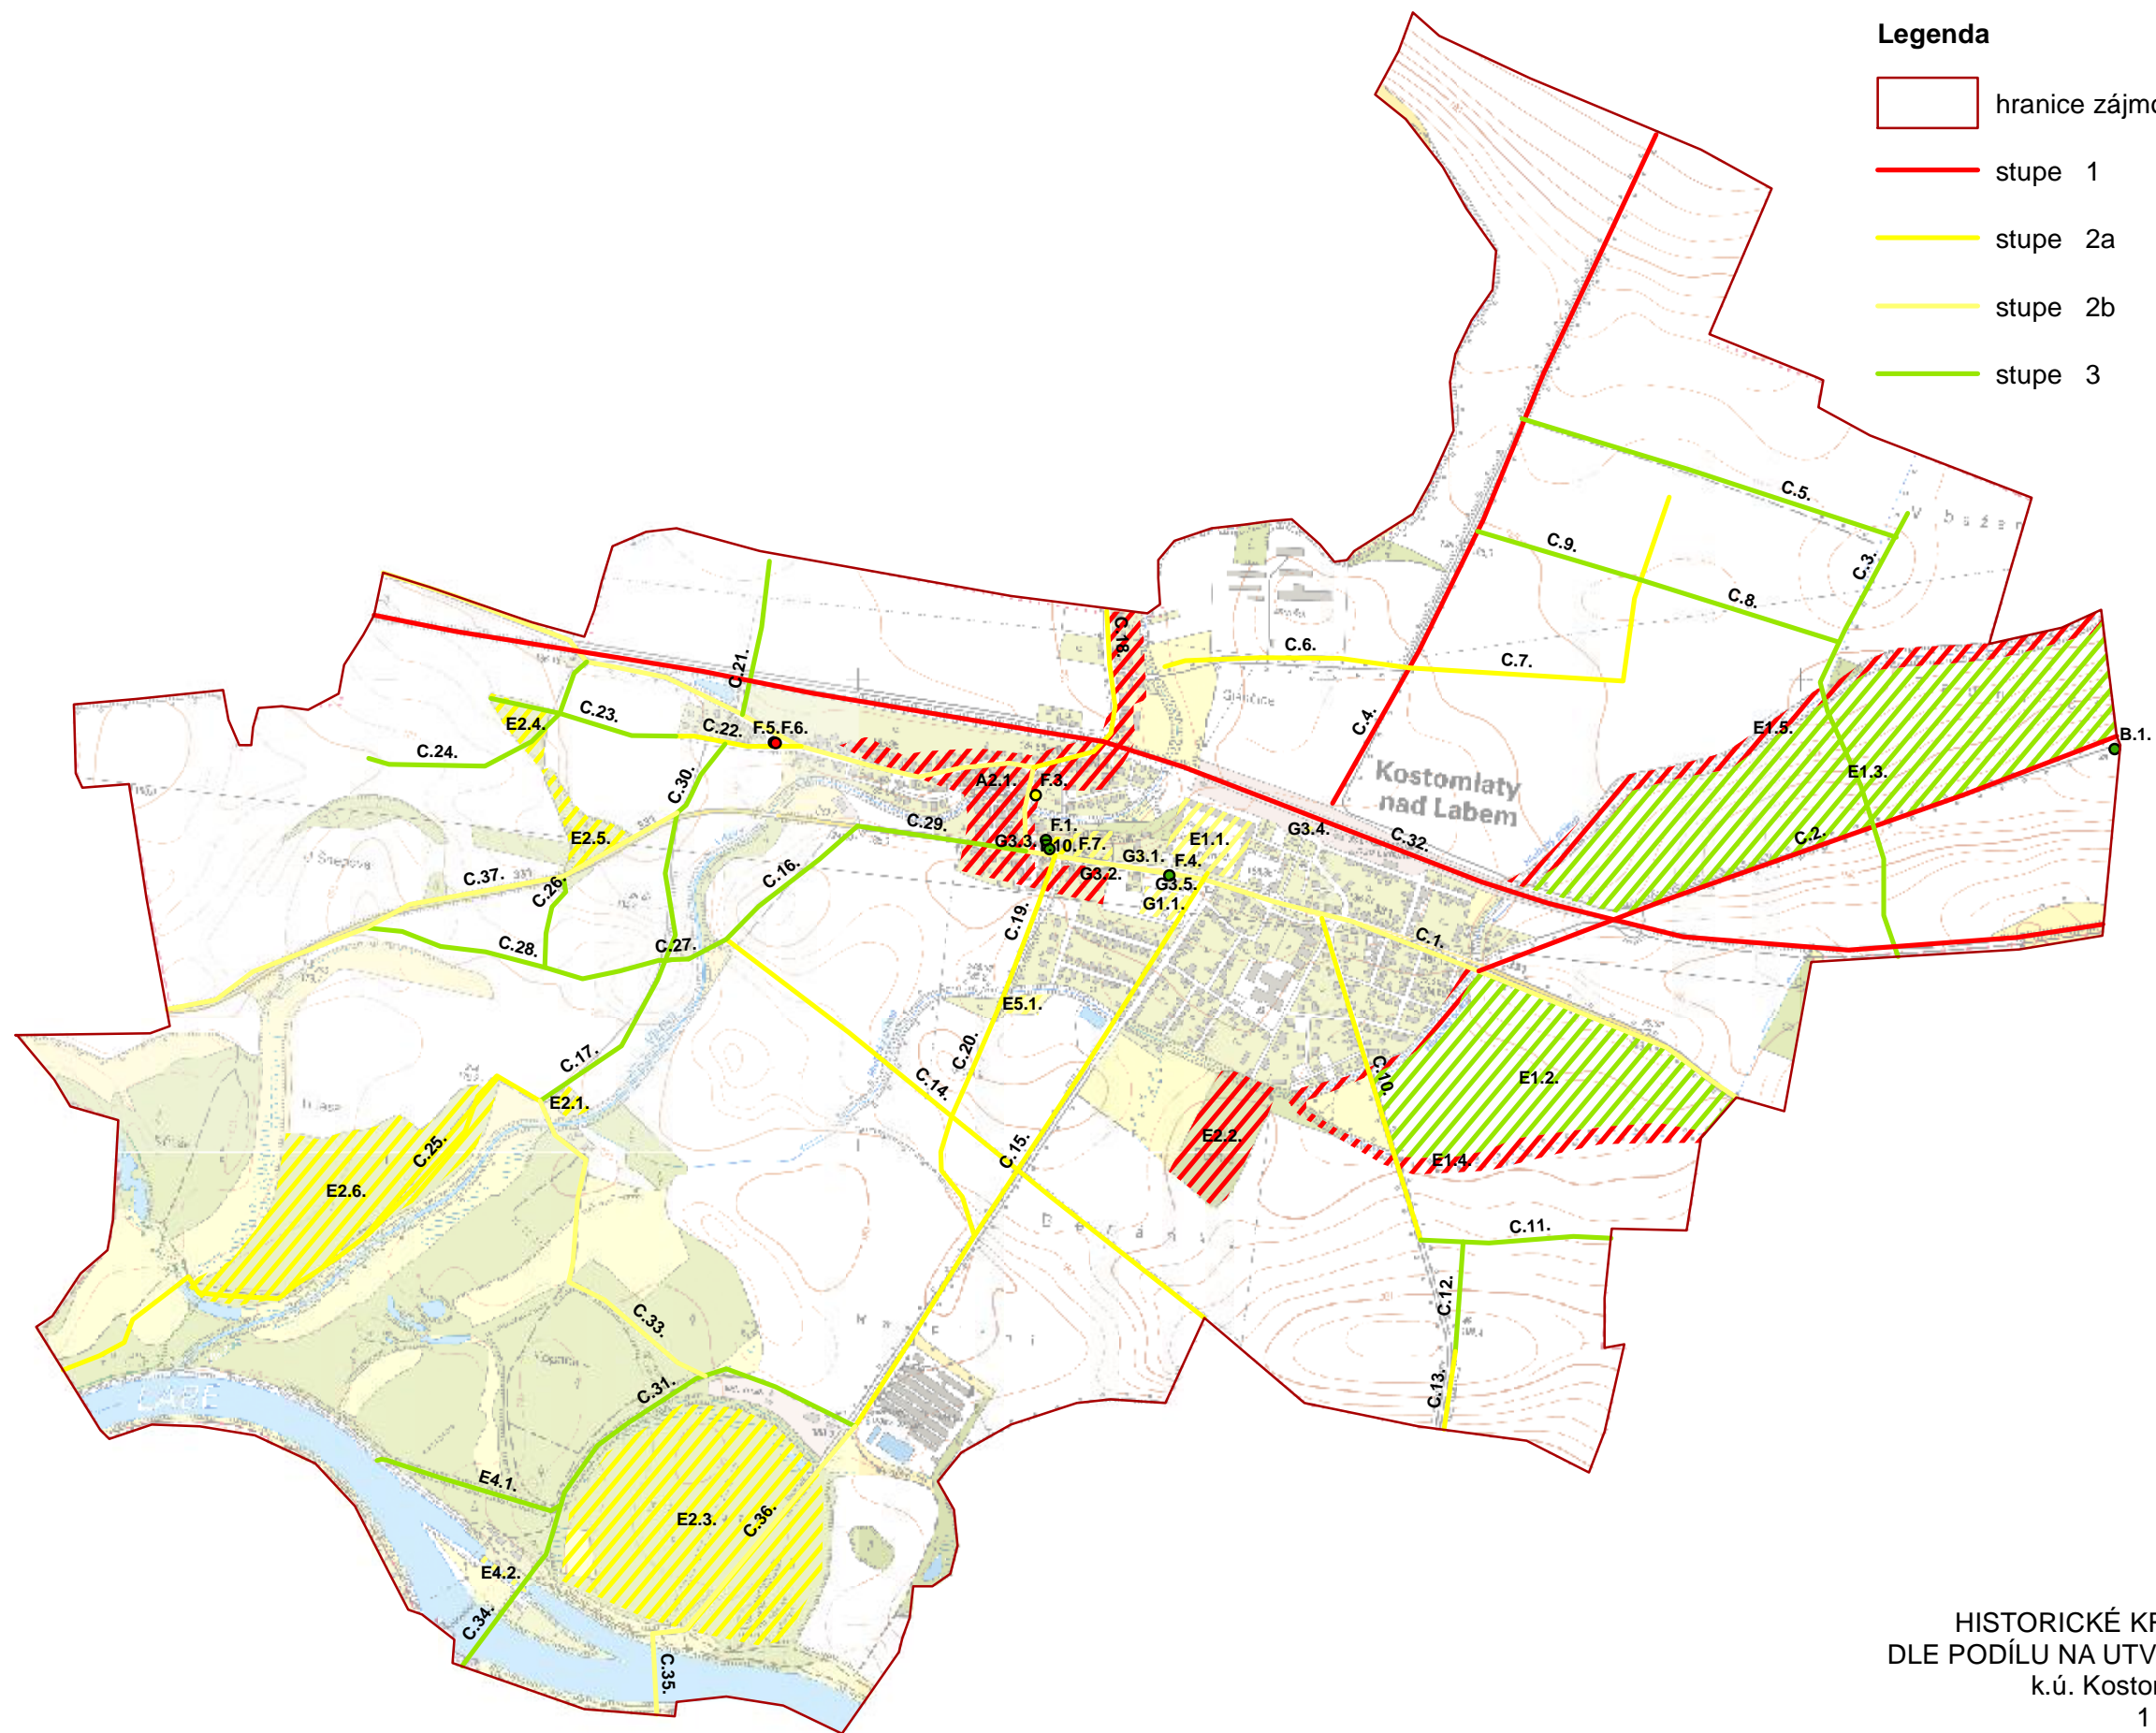 Legenda
hranice zájmo
stupe 1
stupe 2a
stupe 2b
stupe 3
C.5.
C.9.
C.3.
C.8.
C.18.
C.6.
C.7.
C.21.
C.4.
C.23.
E2.4.
C.22.
F.5.
F.6.
C.24.
E1.5.
B.1.
E1.3.
A2.1.
F.3.
Kostomlaty
nad Labem
C.30.
E2.5.
C.29.
F.1.
G3.3.
F.7.
G3.1.
F.4.
E1.1.
G3.4.
C.32.
C.2.
C.37.
C.26.
C.16.
G3.2.
G3.5.
G1.1.
C.19.
C.1.
C.28.
C.27.
E5.1.
C.20.
C.17.
C.14.
C.10.
E1.2.
E2.1.
C.25.
E2.6.
C.15.
E2.2.
E1.4.
C.11.
C.12.
C.33.
C.31.
C.13.
LABE
E4.1.
E2.3.
C.36.
E4.2.
C.34.
C.35.
HISTORICKÉ
DLE PODÍLU NA UTV
k.ú. Kostor
1